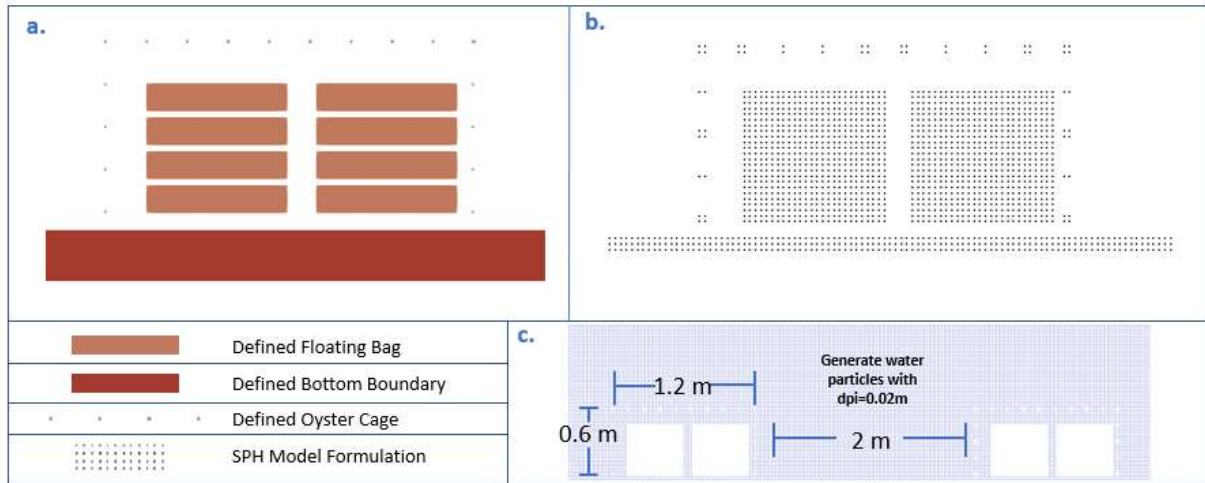 a.
b.
Defined Floating Bag
Defined Bottom Boundary
Defined Oyster Cage
SPH Model Formulation
c.
Generate water
particles with
dpi=0.02m
1.2 m
0.6 m
2 m